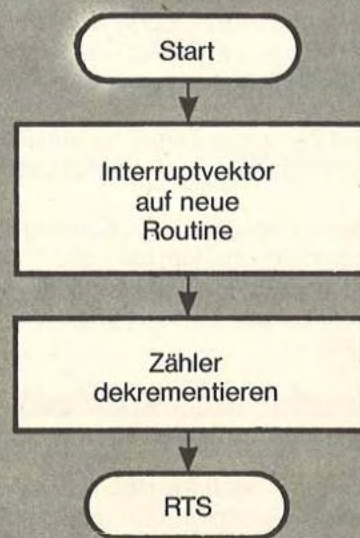 Start
Interruptvektor
auf neue
Routine
Zähler
dekrementieren
RTS